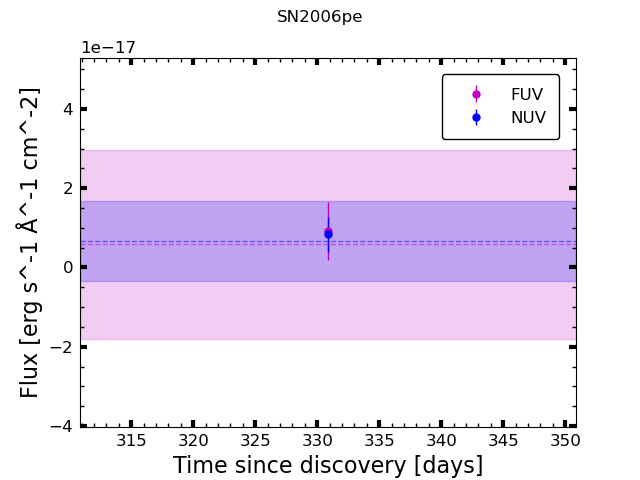 SN2006pe
1e−17
FUV
NUV
4
2
0
−2
−4
315 320 325 330 335 340 345 350
Time since discovery [days]
Flux [erg s^-1 Å^-1 cm^-2]